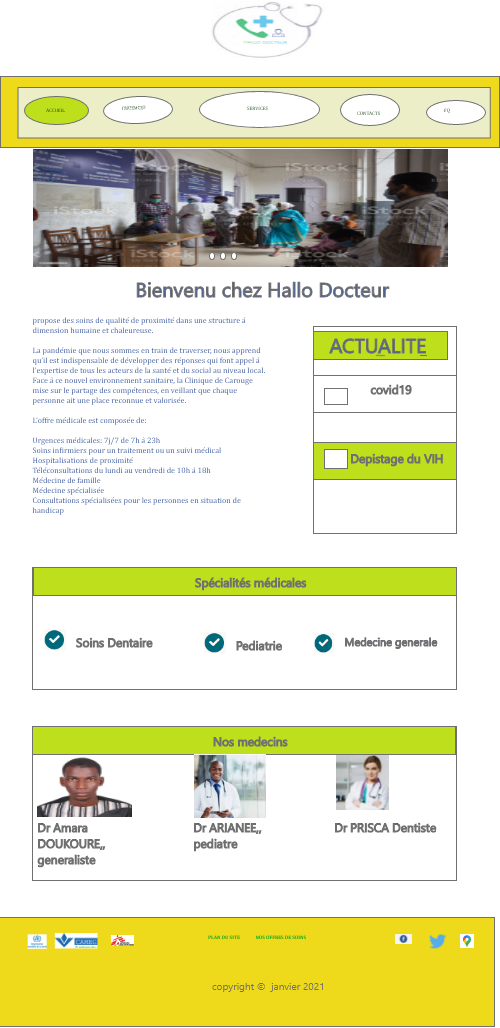 ACCUEIL
SERVICES
CONTACTS
FQ
iStock
iStock
iStock
iStock
Bienvenu chez Hallo Docteur
propose des soins de qualité de proximité dans une structure á
dimension humaine et chaleureuse.
La pandémie que nous sommes en train de traverser, nous apprend
qu'il est indispensable de développer des réponses qui font appel á
l'expertise de tous les acteurs de la santé et du social au niveau local.
Face á ce nouvel environnement sanitaire, la Clinique de Carouge
mise sur le partage des compétences, en veillant que chaque
personne ait une place reconnue et valorisée.
L'offre médicale est composée de:
Urgences médicales: 7j/7 de 7h á 23h
Soins infirmiers pour un traitement ou un suivi médical
Hospitalisations de proximité
Téléconsultations du lundi au vendredi de 10h á 18h
Médecine de famille
Médecine spécialisée
Consultations spécialisées pour les personnes en situation de
handicap
ACTUALITE
covid19
Depistage du VIH
Spécialités médicales
Soins Dentaire
Pediatrie
Medecine generale
Nos medecins
Dr Amara
DOUKOURE,,
generaliste
Dr ARIANEE,,
pediatre
Dr PRISCA Dentiste
PLAN DU SITE
NOS OFFRES DE SOINS
copyright © janvier 2021